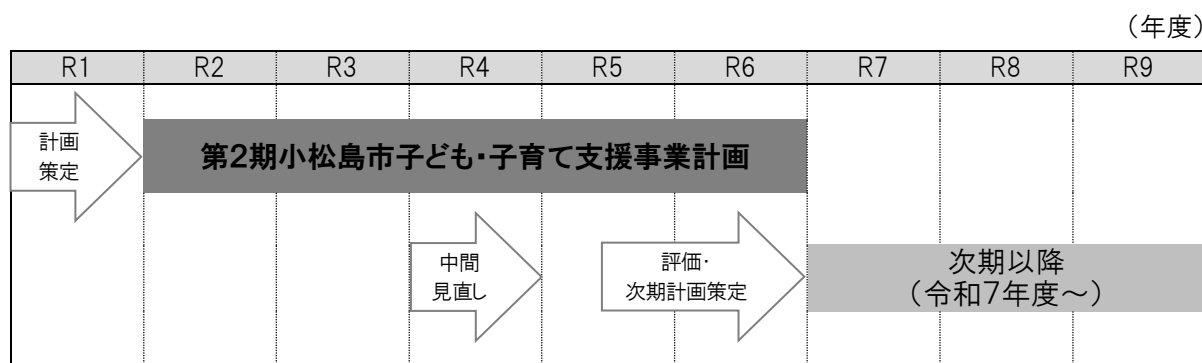 （年度）
R1 R2 R3 R4 R5 R6 R7 R8 R9
計画
策定
第2期小松島市子ども・子育て支援事業計画
中間
見直し
評価・
次期計画策定
次期以降
（令和7年度～）